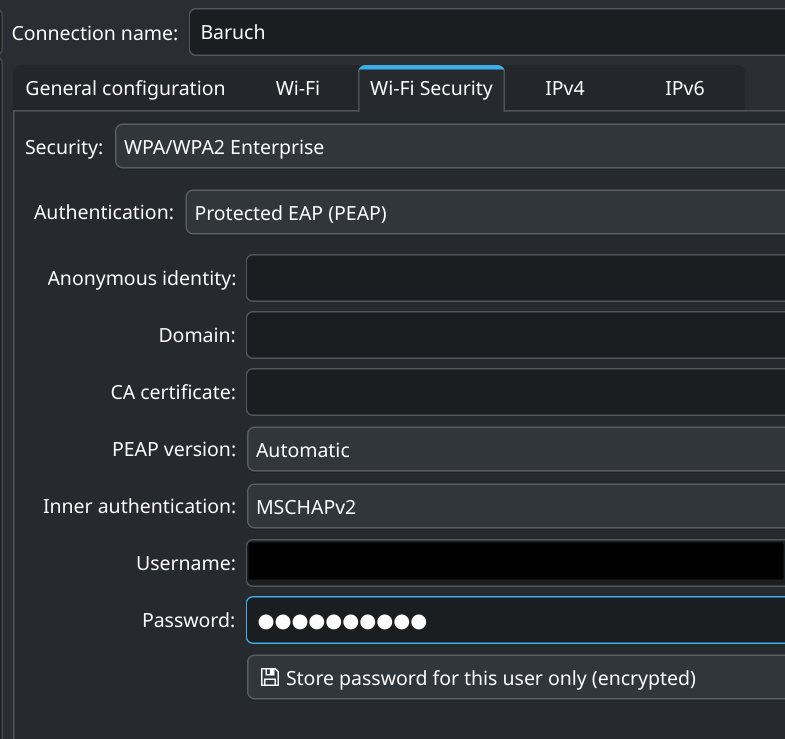 Connection name: Baruch
General configuration Wi-Fi Wi-Fi Security IPv4 IPv6
Security: WPA/WPA2 Enterprise
Authentication: Protected EAP (PEAP)
Anonymous identity:
Domain:
CA certificate:
PEAP version: Automatic
Inner authentication: MSCHAPv2
Username:
Password: ●●●●●●●●●●
Store password for this user only (encrypted)